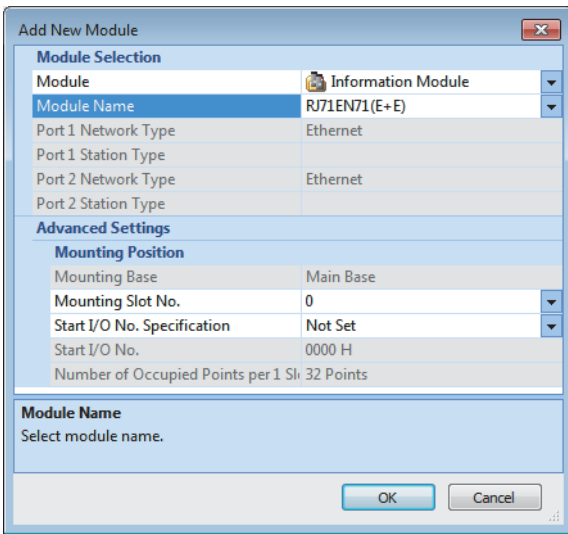 Add New Module
Module Selection
Module Information Module
Module Name RJ71EN71(E+E)
Port 1 Network Type Ethernet
Port 1 Station Type
Port 2 Network Type Ethernet
Port 2 Station Type
Advanced Settings
Mounting Position
Mounting Base Main Base
Mounting Slot No. 0
Start I/O No. Specification Not Set
Start I/O No. 0000 H
Number of Occupied Points per 1 Sl 32 Points
Module Name
Select module name.
OK Cancel